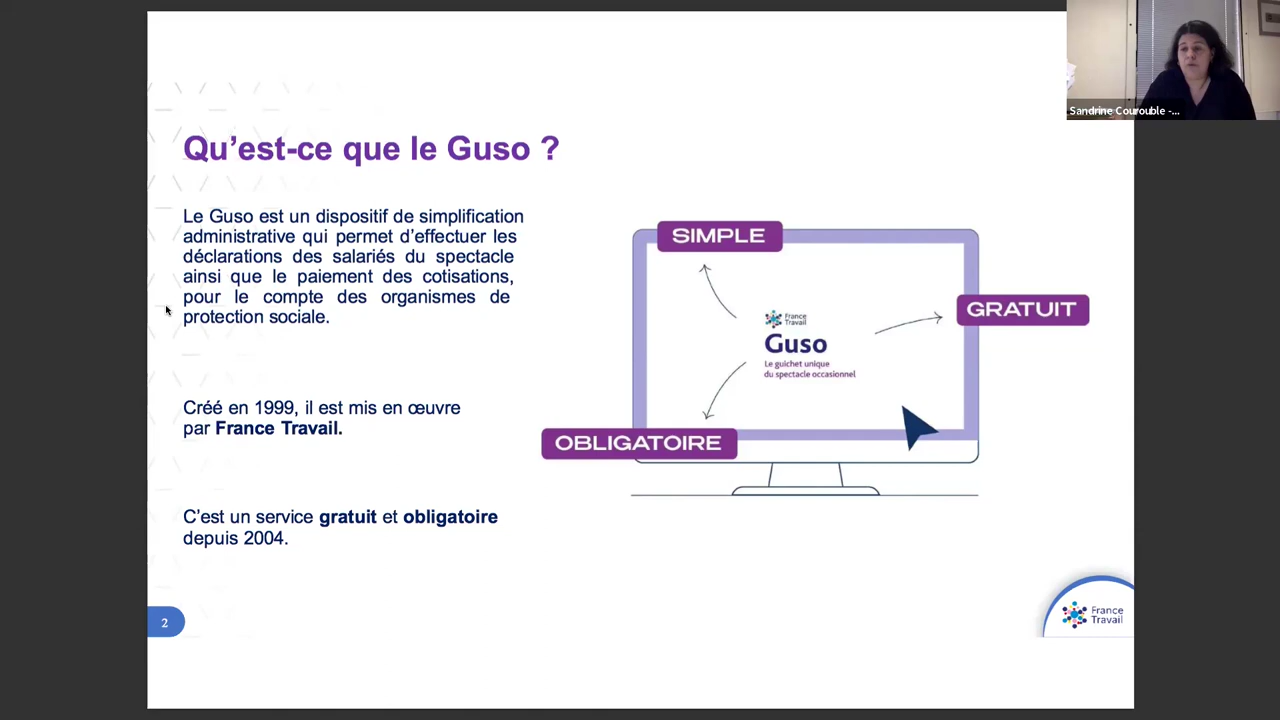 Sandrine Courouble -...
Qu’est-ce que le Guso ?
Le Guso est un dispositif de simplification
administrative qui permet d’effectuer les
déclarations des salariés du spectacle
ainsi que le paiement des cotisations,
pour le compte des organismes de
protection sociale.
Créé en 1999, il est mis en œuvre
par France Travail.
C’est un service gratuit et obligatoire
depuis 2004.
SIMPLE
GRATUIT
France
Travail
Guso
Le guichet unique
du spectacle occasionnel
OBLIGATOIRE
2
France
Travail